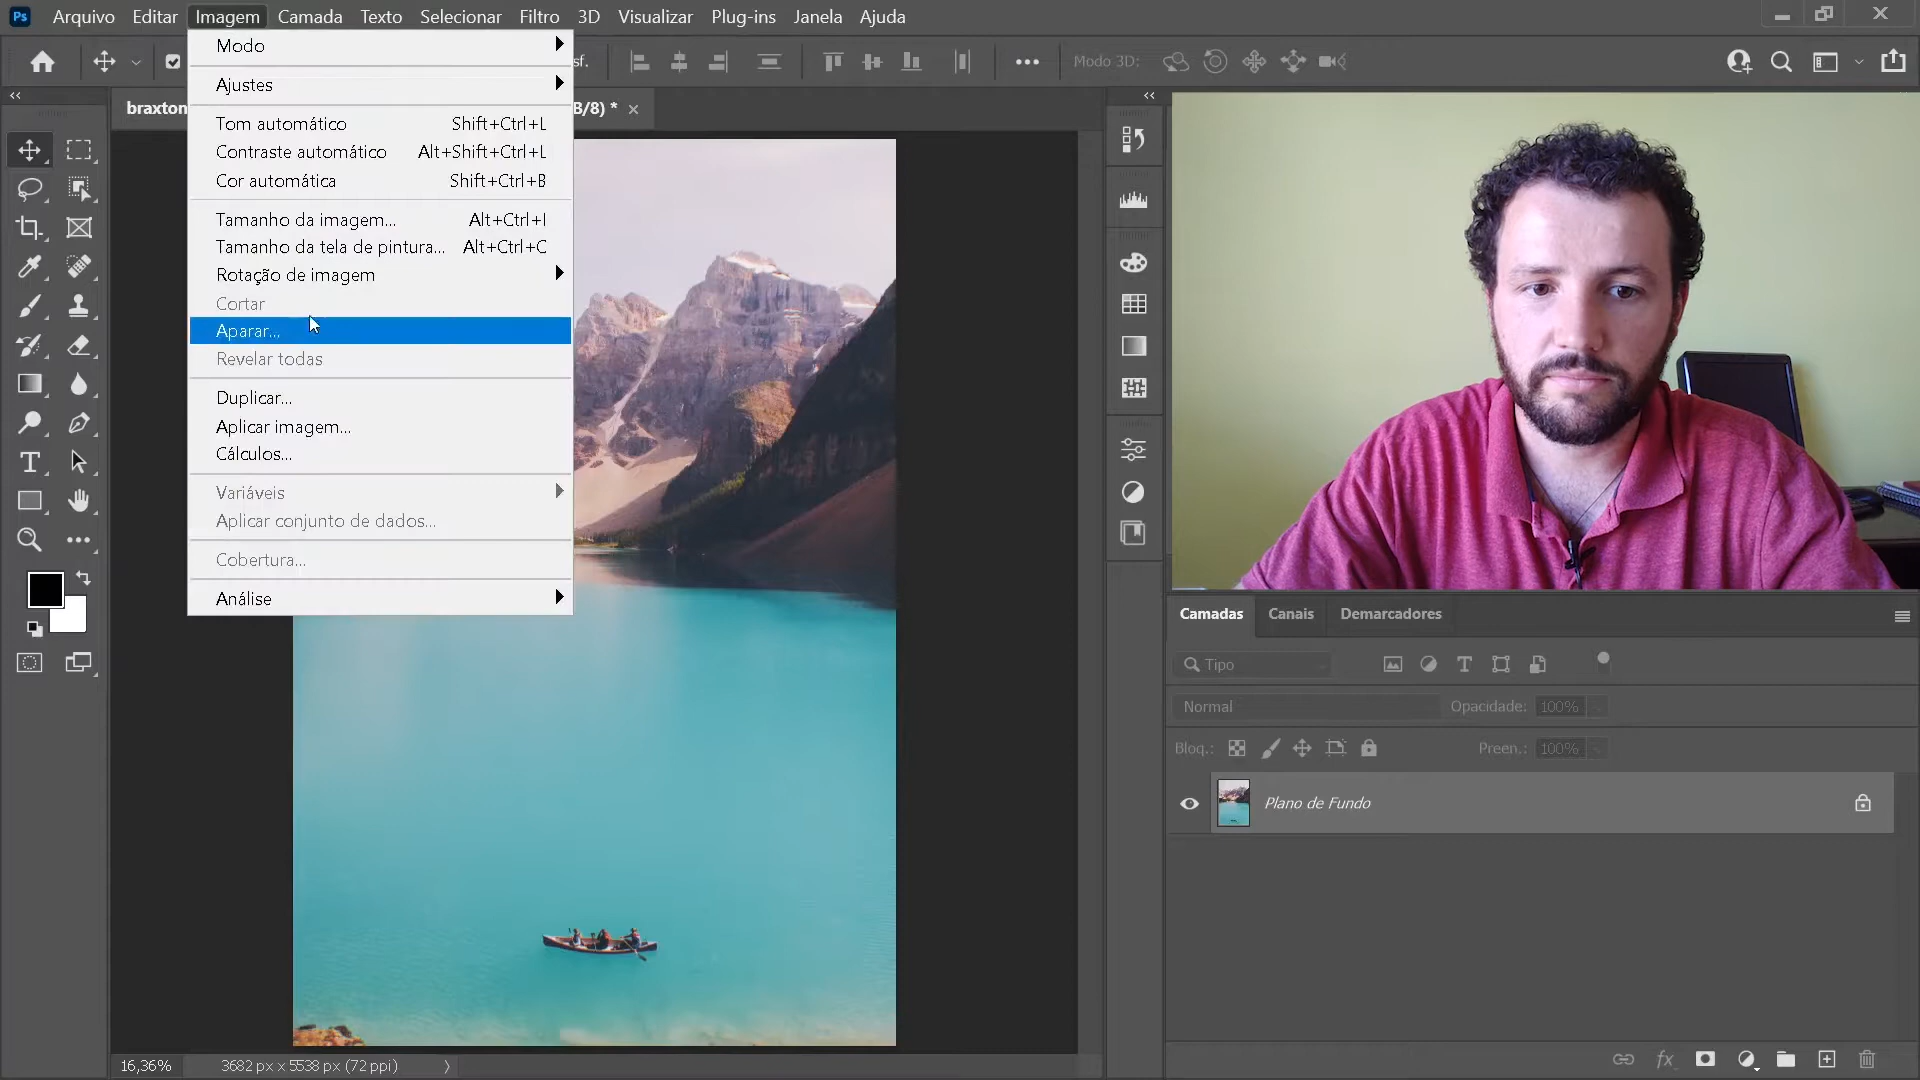 Ps Arquivo Editar Imagem Camada Texto Selecionar Filtro 3D Visualizar Plug-ins Janela Ajuda
Modo
Ajustes
Tom automático Shift+Ctrl+L
Contraste automático Alt+Shift+Ctrl+L
Cor automática Shift+Ctrl+B
Tamanho da imagem... Alt+Ctrl+I
Tamanho da tela de pintura... Alt+Ctrl+C
Rotação de imagem
Cortar
Aparar...
Revelar todas
Duplicar...
Aplicar imagem...
Cálculos...
Variáveis
Aplicar conjunto de dados...
Cobertura...
Análise
sf.
Modo 3D:
braxton
B/8) *
Camadas Canais Demarcadores
Tipo
Normal Opacidade: 100%
Bloq.: Preen.: 100%
Plano de Fundo
fx
16,36% 3682 px x 5538 px (72 ppi)